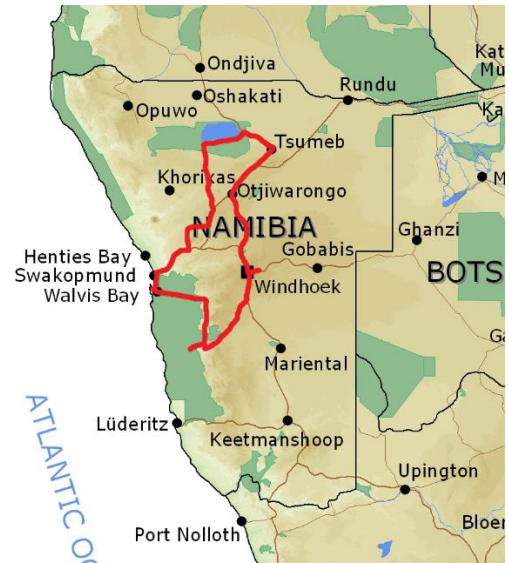 Ondjiva
Kat
Mu
Oshakati
Rundu
Opuwo
Ka
Tsumeb
Khorixas
Otjiwarongo
M
NAMIBIA
Ghanzi
Henties Bay
Gobabis
Swakopmund
BOTS
Walvis Bay
Windhoek
Ga
Mariental
ATLANTIC OC
Lüderitz
Keetmanshoop
Upington
Port Nolloth
Bloer